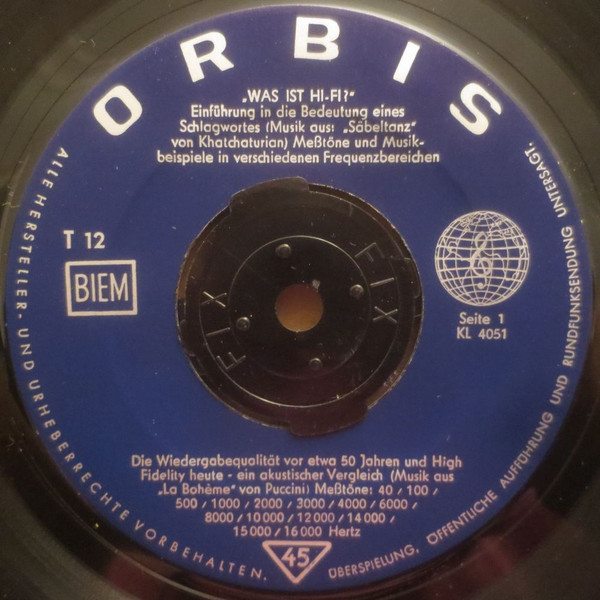 ORBIS
„WAS IST HI-FI?"
Einführung in die Bedeutung eines
Schlagwortes (Musik aus: „Säbeltanz"
von Khatchaturian) Meßtöne und Musik-
beispiele in verschiedenen Frequenzbereichen
T 12
BIEM
FIX
FIX
Seite 1
KL 4051
Die Wiedergabequalität vor etwa 50 Jahren und High
Fidelity heute - ein akustischer Vergleich (Musik aus
„La Bohème" von Puccini) Meßtöne: 40 / 100 /
500 / 1000 / 2000 / 3000 / 4000 / 6000 /
8000 / 10 000 / 12 000 / 14 000 /
15 000 / 16 000 Hertz
45
ALLE HERSTELLER- UND URHEBERRECHTE VORBEHALTEN. ÜBERSPIELUNG, ÖFFENTLICHE AUFFÜHRUNG UND RUNDFUNKSENDUNG UNTERSAGT.